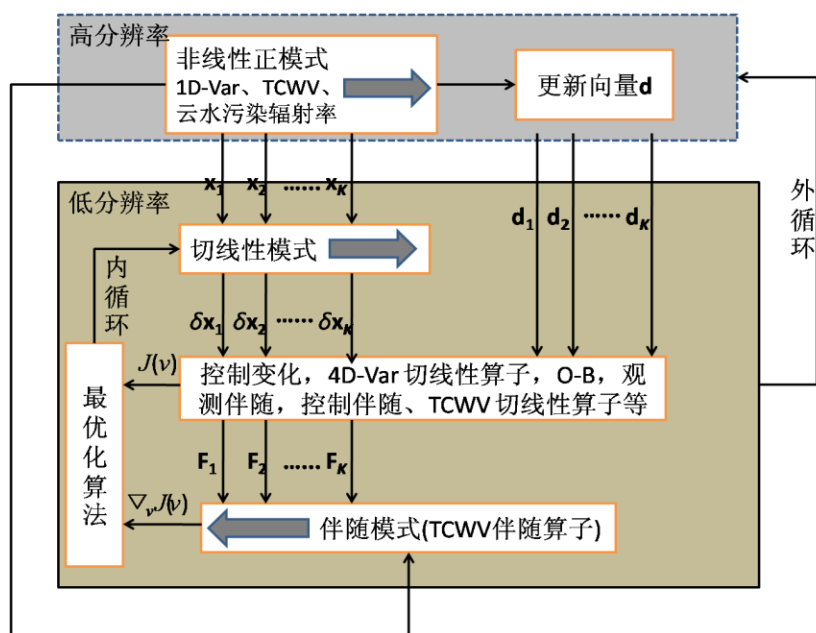 高分辨率
非线性正模式
1D-Var、TCWV、
云水污染辐射率
更新向量d
x₁ x₂ …… x_K
低分辨率
d₁ d₂ …… d_K
外循环
切线性模式
内循环
δx₁ δx₂ …… δx_K
J(v)
控制变化，4D-Var 切线性算子，O-B，观
测伴随，控制伴随、TCWV 切线性算子等
最优化算法
F₁ F₂ …… F_K
∇ᵥJ(v)
伴随模式(TCWV伴随算子)